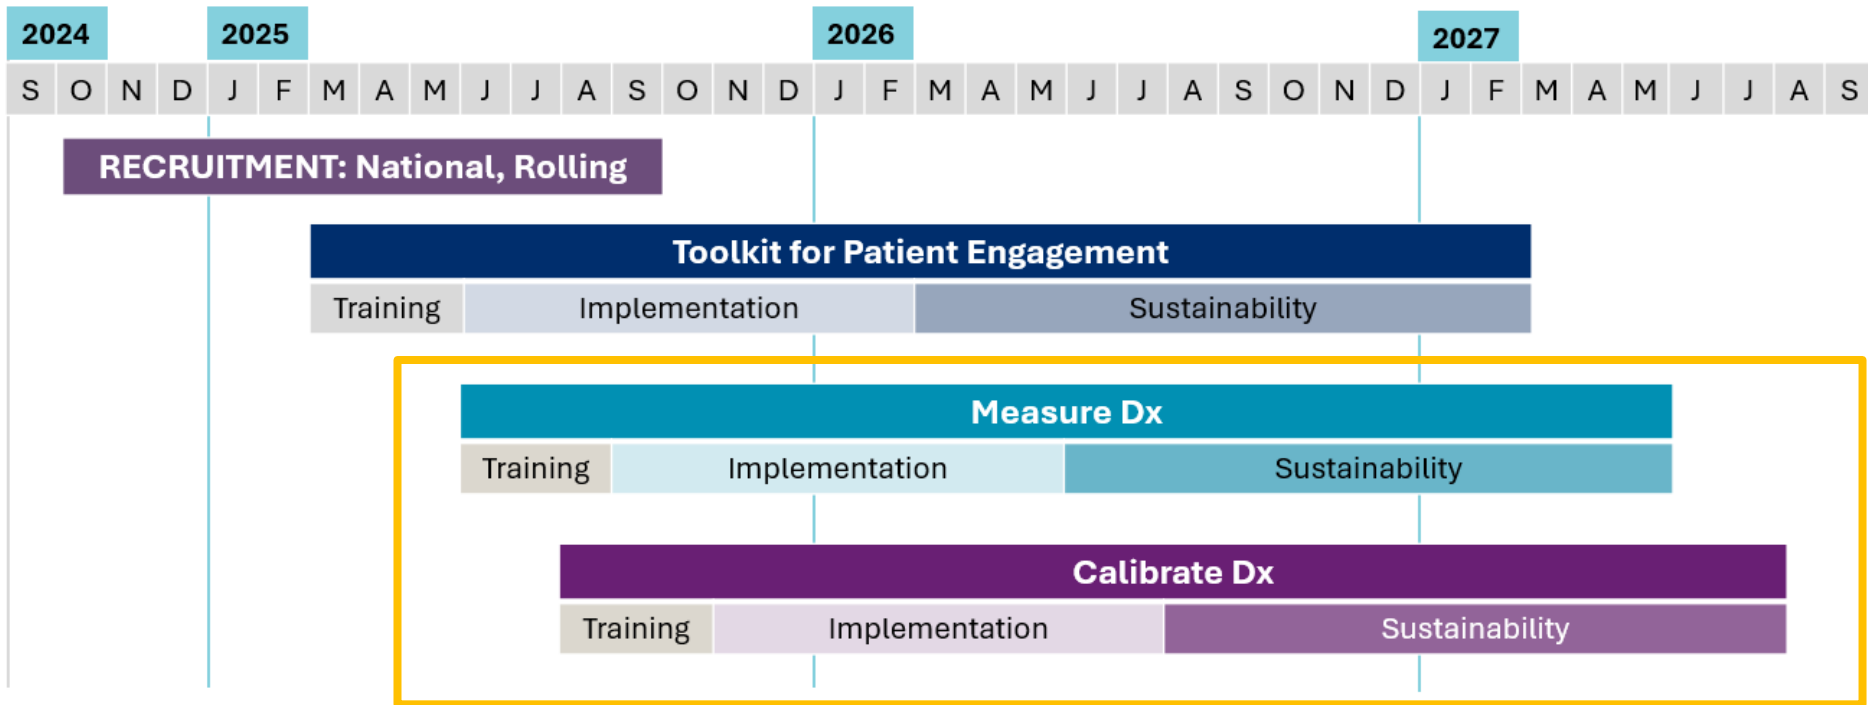 2024 2025 2026 2027
S O N D J F M A M J J A S O N D J F M A M J J A S O N D J F M A M J J A S
RECRUITMENT: National, Rolling
Toolkit for Patient Engagement
Training Implementation Sustainability
Measure Dx
Training Implementation Sustainability
Calibrate Dx
Training Implementation Sustainability